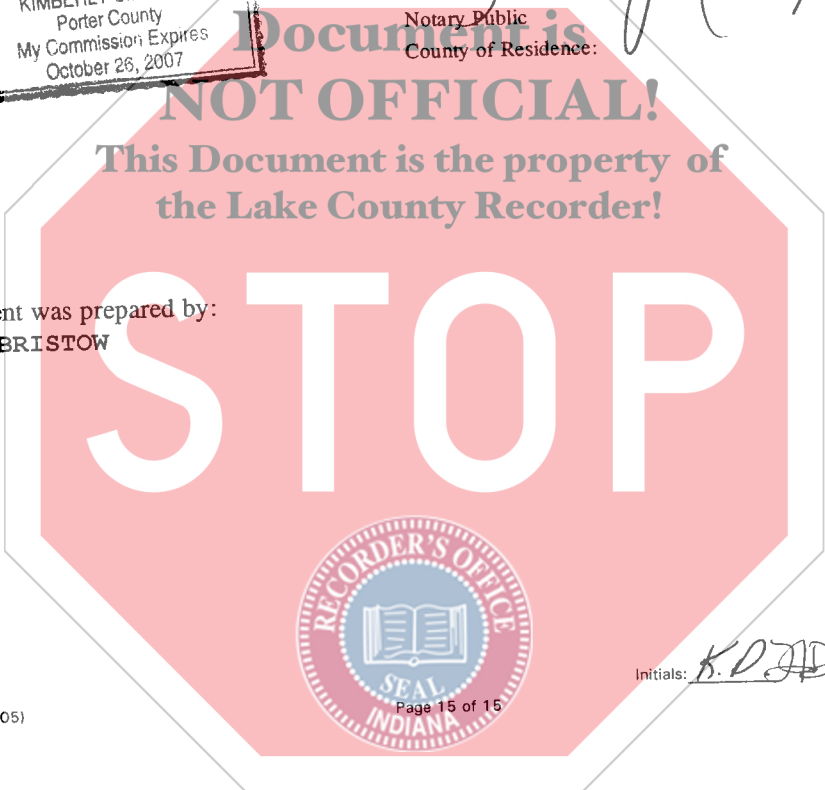 KIMBERLEY
Porter County
My Commission Expires
October 26, 2007
Notary Public
County of Residence:
Document is
NOT OFFICIAL!
This Document is the property of
the Lake County Recorder!
STOP
ent was prepared by:
BRISTOW
RECORDER'S OFFICE
SEAL
INDIANA
Initials: K.D
Page 15 of 15
05)